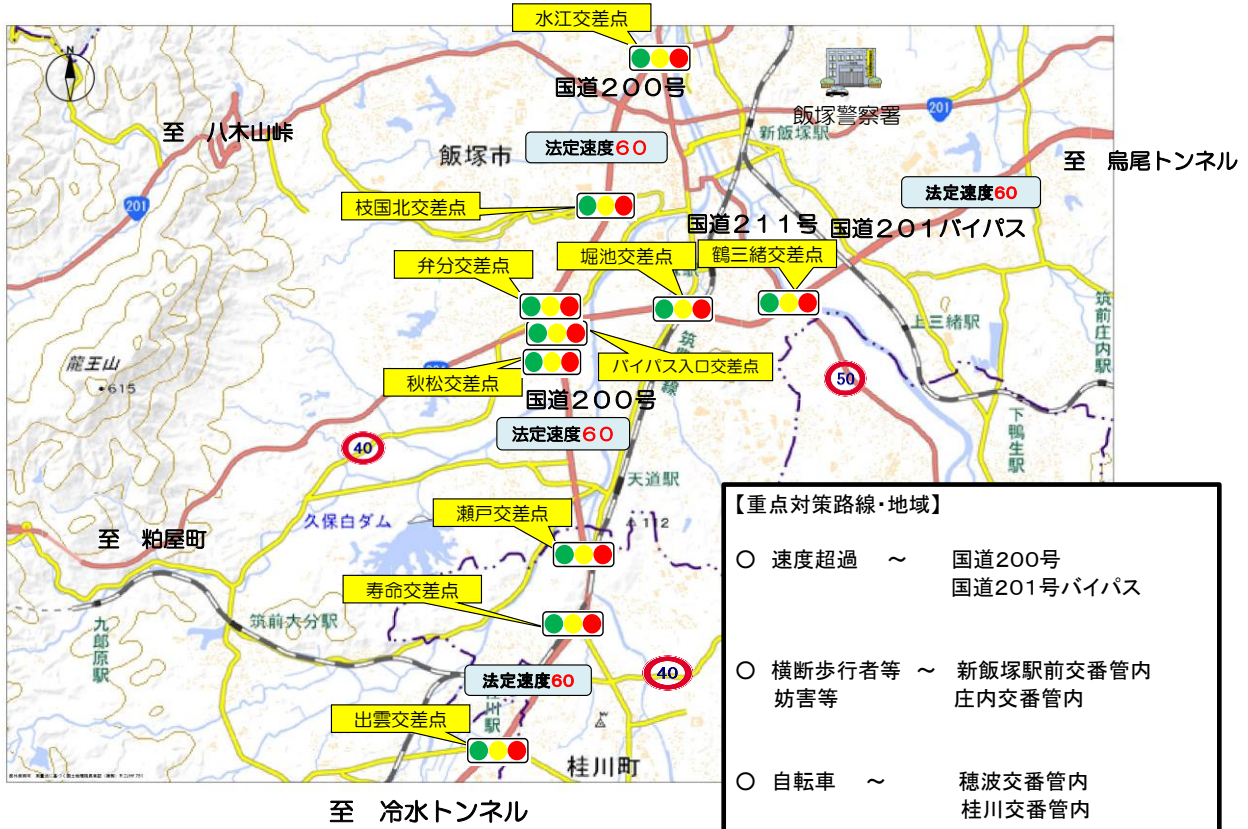 水江交差点
N
国道200号
飯塚警察署
201
新飯塚駅
至 八木山峠
飯塚市
法定速度60
至 烏尾トンネル
201
法定速度60
枝国北交差点
国道211号
国道201バイパス
弁分交差点
堀池交差点
鶴三緒交差点
上三緒駅
筑前庄内駅
龍王山
・615
バイパス入口交差点
秋松交差点
50
国道200号
法定速度60
40
下鴨生駅
天道駅
久保白ダム
瀬戸交差点
112
至 粕屋町
寿命交差点
筑前大分駅
九郎原駅
法定速度60
40
出雲交差点
桂川町
至 冷水トンネル
【重点対策路線・地域】
○ 速度超過 ~ 国道200号
国道201号バイパス
○ 横断歩行者等 ~ 新飯塚駅前交番管内
妨害等 庄内交番管内
○ 自転車 ~ 穂波交番管内
桂川交番管内